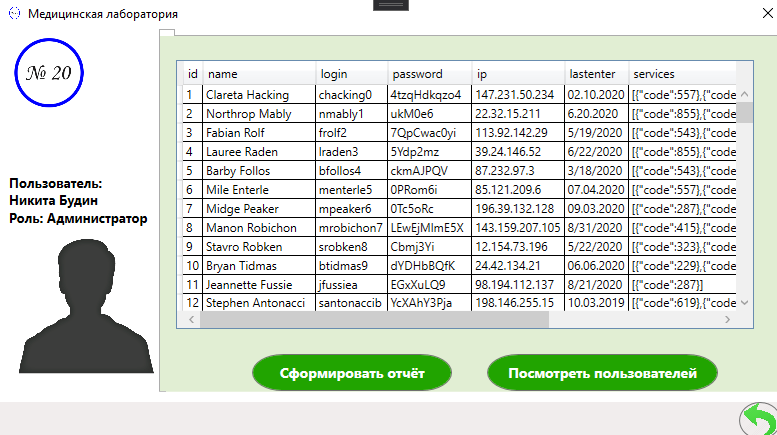 Медицинская лаборатория
№ 20
Пользователь:
Никита Будин
Роль: Администратор
id name login password ip lastenter services
1 Clareta Hacking chacking0 4tzqHdkqzo4 147.231.50.234 02.10.2020 [{"code":557},{"code
2 Northrop Mably nmably1 ukM0e6 22.32.15.211 6.20.2020 [{"code":855},{"code
3 Fabian Rolf frolf2 7QpCwac0yi 113.92.142.29 5/19/2020 [{"code":543},{"code
4 Lauree Raden lraden3 5Ydp2mz 39.24.146.52 6/22/2020 [{"code":855},{"code
5 Barby Follos bfollos4 ckmAJPQV 87.232.97.3 3/18/2020 [{"code":543},{"code
6 Mile Enterle menterle5 0PRom6i 85.121.209.6 07.04.2020 [{"code":557},{"code
7 Midge Peaker mpeaker6 0Tc5oRc 196.39.132.128 09.03.2020 [{"code":287},{"code
8 Manon Robichon mrobichon7 LEwEjMImE5X 143.159.207.105 8/31/2020 [{"code":415},{"code
9 Stavro Robken srobken8 Cbmj3Yi 12.154.73.196 5/22/2020 [{"code":323},{"code
10 Bryan Tidmas btidmas9 dYDHbBQfK 24.42.134.21 06.06.2020 [{"code":229},{"code
11 Jeannette Fussie jfussiea EGxXuLQ9 98.194.112.137 8/21/2020 [{"code":287}]
12 Stephen Antonacci santonaccib YcXAhY3Pja 198.146.255.15 10.03.2019 [{"code":619},{"code
Сформировать отчёт
Посмотреть пользователей